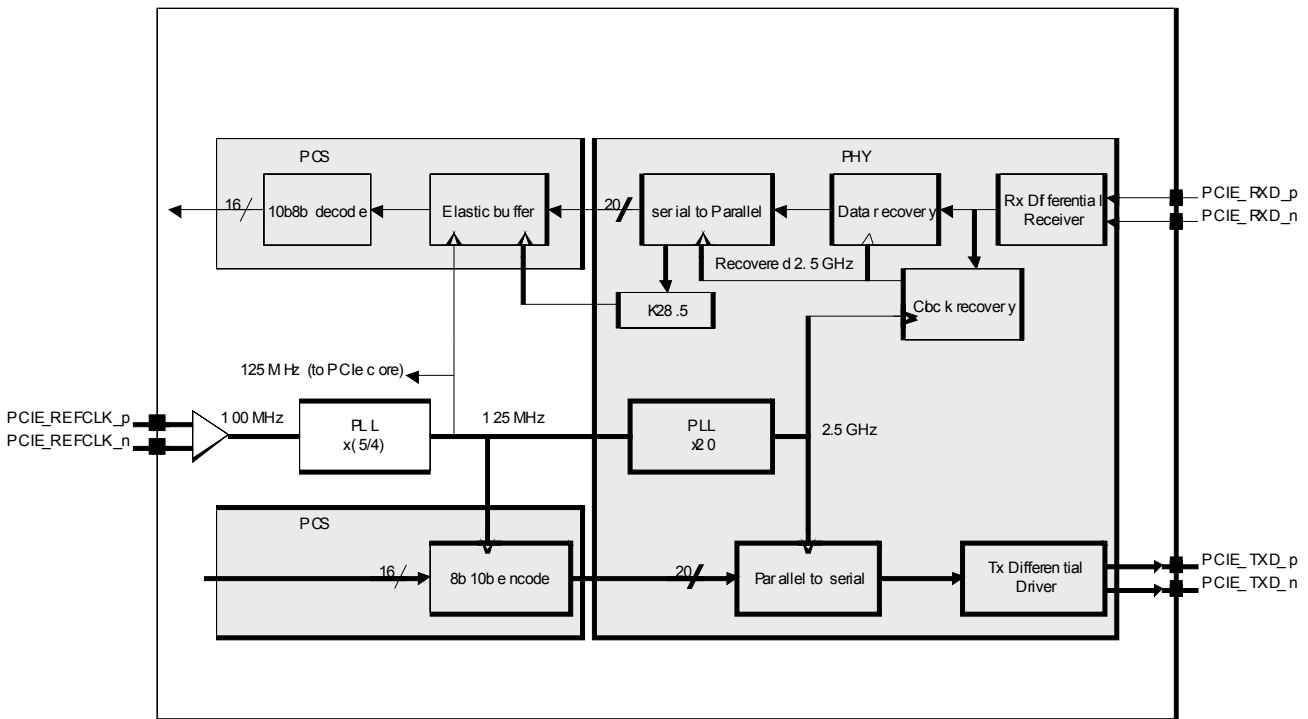 PCS
PHY
16
10b8b decode
Elastic buffer
20
serial to Parallel
Data recovery
Rx Differential
Receiver
PCIE_RXD_p
PCIE_RXD_n
Recovered 2.5 GHz
K28.5
Clock recovery
125 MHz (to PCIe core)
PCIE_REFCLK_p
PCIE_REFCLK_n
100 MHz
PLL
x(5/4)
125 MHz
PLL
x20
2.5 GHz
PCS
16
8b10b encode
20
Parallel to serial
Tx Differential
Driver
PCIE_TXD_p
PCIE_TXD_n